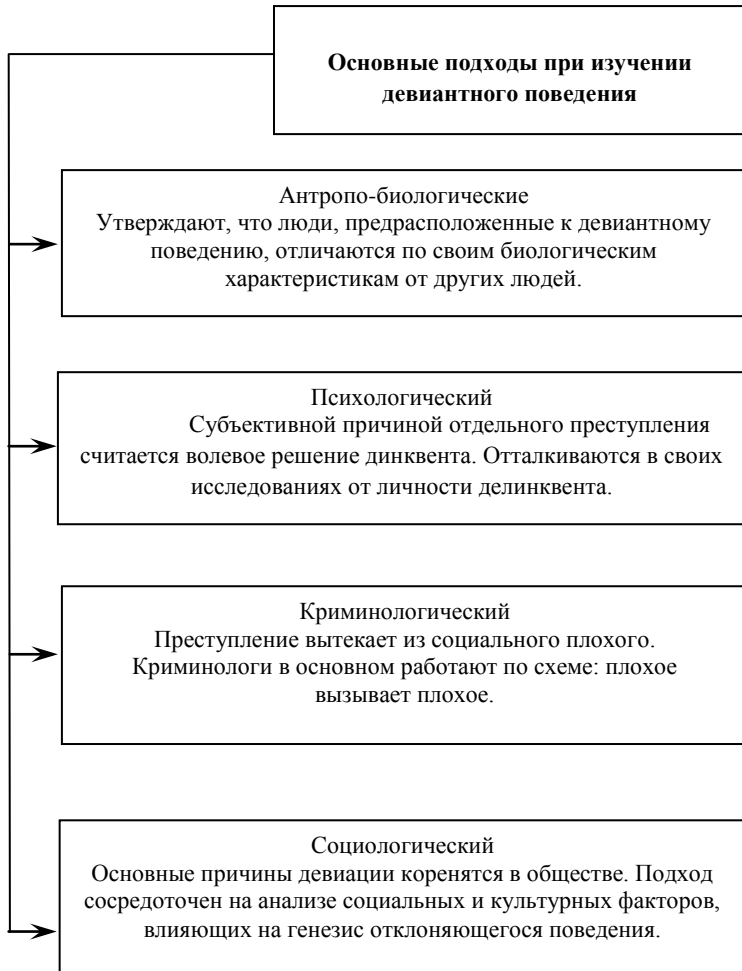 Основные подходы при изучении
девиантного поведения
Антропо-биологические
Утверждают, что люди, предрасположенные к девиантному
поведению, отличаются по своим биологическим
характеристикам от других людей.
Психологический
Субъективной причиной отдельного преступления
считается волевое решение динквента. Отталкиваются в своих
исследованиях от личности делинквента.
Криминологический
Преступление вытекает из социального плохого.
Криминологи в основном работают по схеме: плохое
вызывает плохое.
Социологический
Основные причины девиации коренятся в обществе. Подход
сосредоточен на анализе социальных и культурных факторов,
влияющих на генезис отклоняющегося поведения.